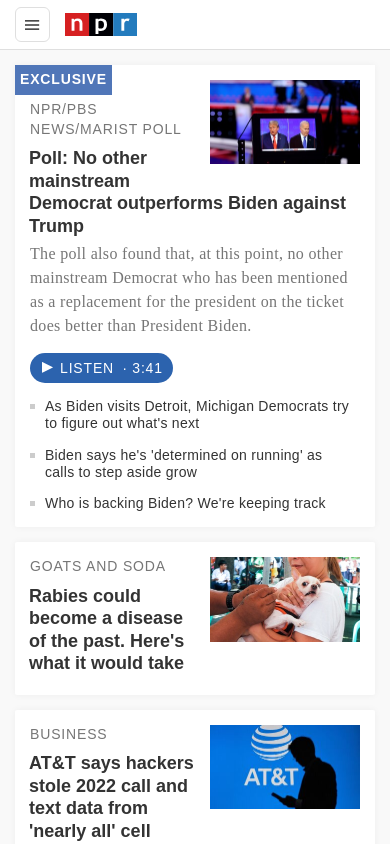 npr
EXCLUSIVE
NPR/PBS
NEWS/MARIST POLL
Poll: No other
mainstream
Democrat outperforms Biden against
Trump
The poll also found that, at this point, no other
mainstream Democrat who has been mentioned
as a replacement for the president on the ticket
does better than President Biden.
LISTEN · 3:41
As Biden visits Detroit, Michigan Democrats try
to figure out what's next
Biden says he's 'determined on running' as
calls to step aside grow
Who is backing Biden? We're keeping track
GOATS AND SODA
Rabies could
become a disease
of the past. Here's
what it would take
BUSINESS
AT&T says hackers
stole 2022 call and
text data from
'nearly all' cell
AT&T